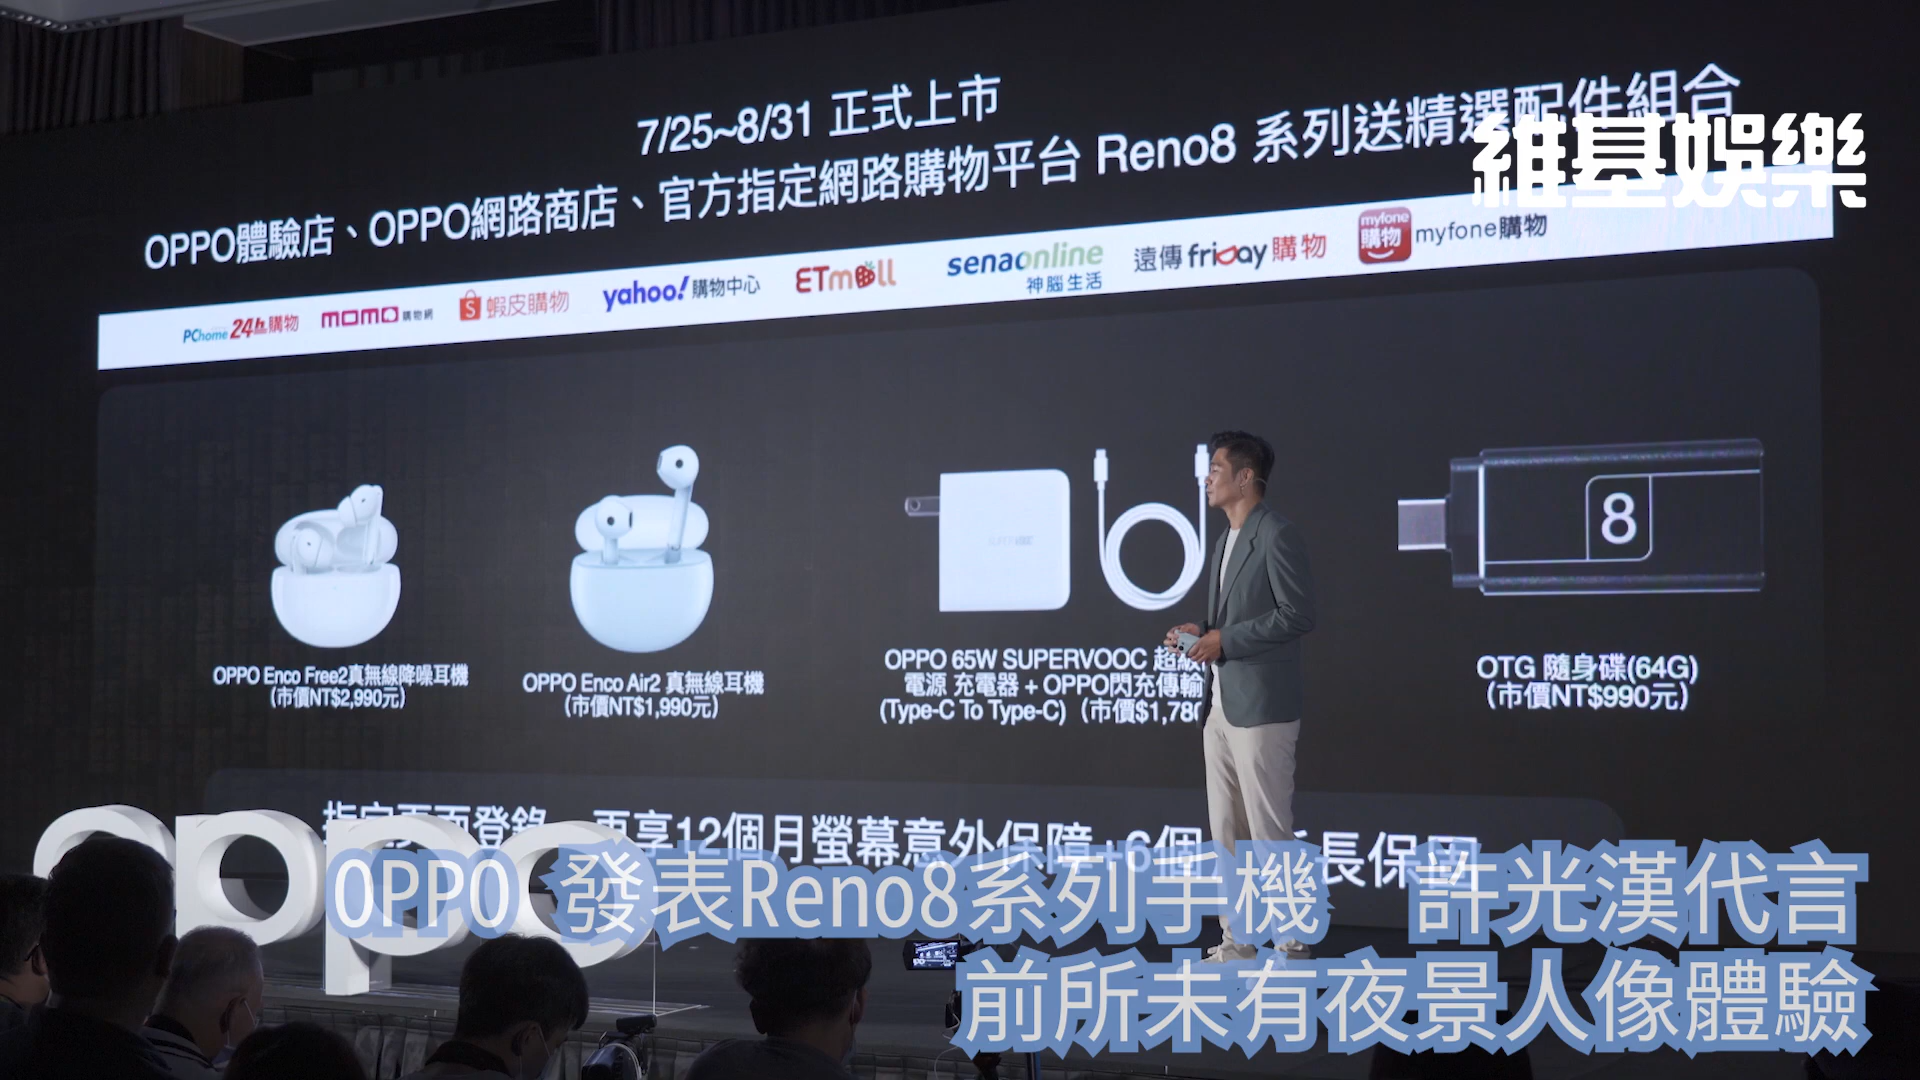 7/25~8/31 正式上市
維基娛樂
OPPO體驗店、OPPO網路商店、官方指定網路購物平台 Reno8 系列送精選配件組合
PChome 24h購物
momo 購物網
蝦皮購物
yahoo! 購物中心
ETmall
senaonline
神腦生活
遠傳 friDay 購物
myfone
購物
myfone購物
8
OPPO Enco Free2真無線降噪耳機
(市價NT$2,990元)
OPPO Enco Air2 真無線耳機
(市價NT$1,990元)
OPPO 65W SUPERVOOC 超級
電源 充電器 + OPPO閃充傳輸
(Type-C To Type-C) (市價$1,780
OTG 隨身碟(64G)
(市價NT$990元)
指定頁面登錄 再享12個月螢幕意外保障+6個 長保固
oppo
OPPO 發表Reno8系列手機 許光漢代言
前所未有夜景人像體驗